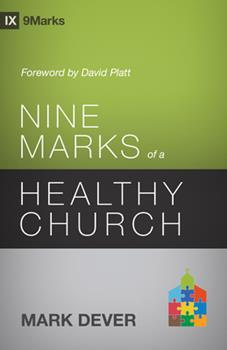 IX 9Marks
Foreword by David Platt
NINE
MARKS of a
HEALTHY
CHURCH
MARK DEVER